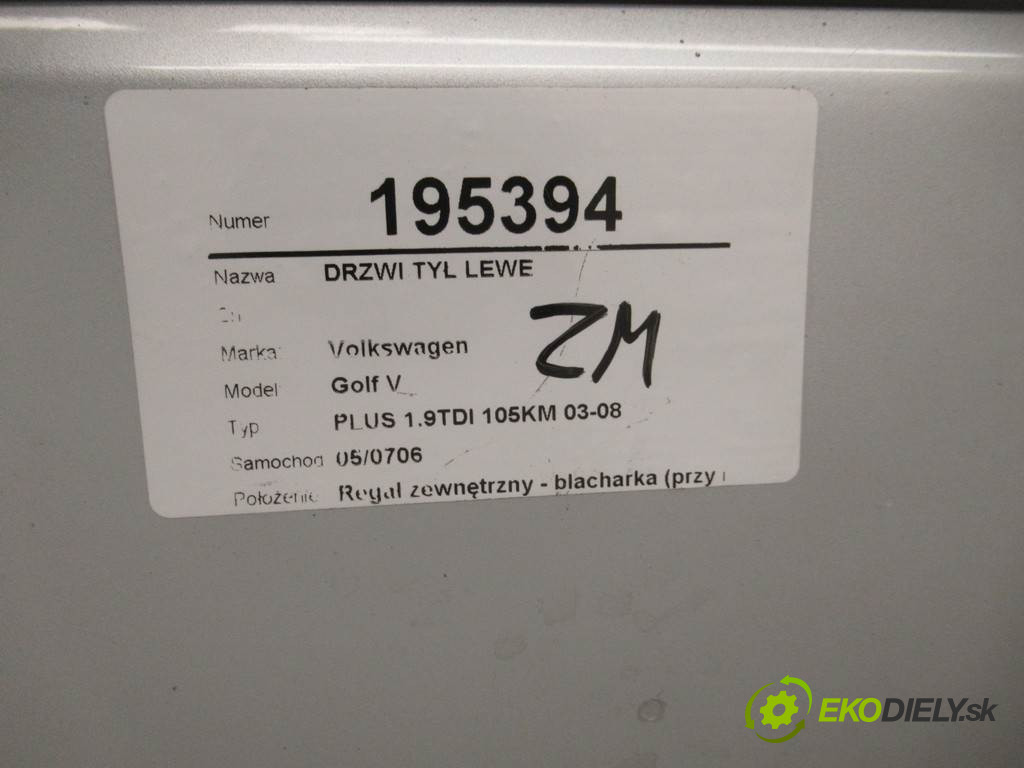 Numer 195394
Nazwa DRZWI TYŁ LEWE
ZM
Marka: Volkswagen
Model Golf V
Typ PLUS 1.9TDI 105KM 03-08
Samochod 05/0706
Położenie Regał zewnętrzny - blacharka (przy
EKODIELY.sk